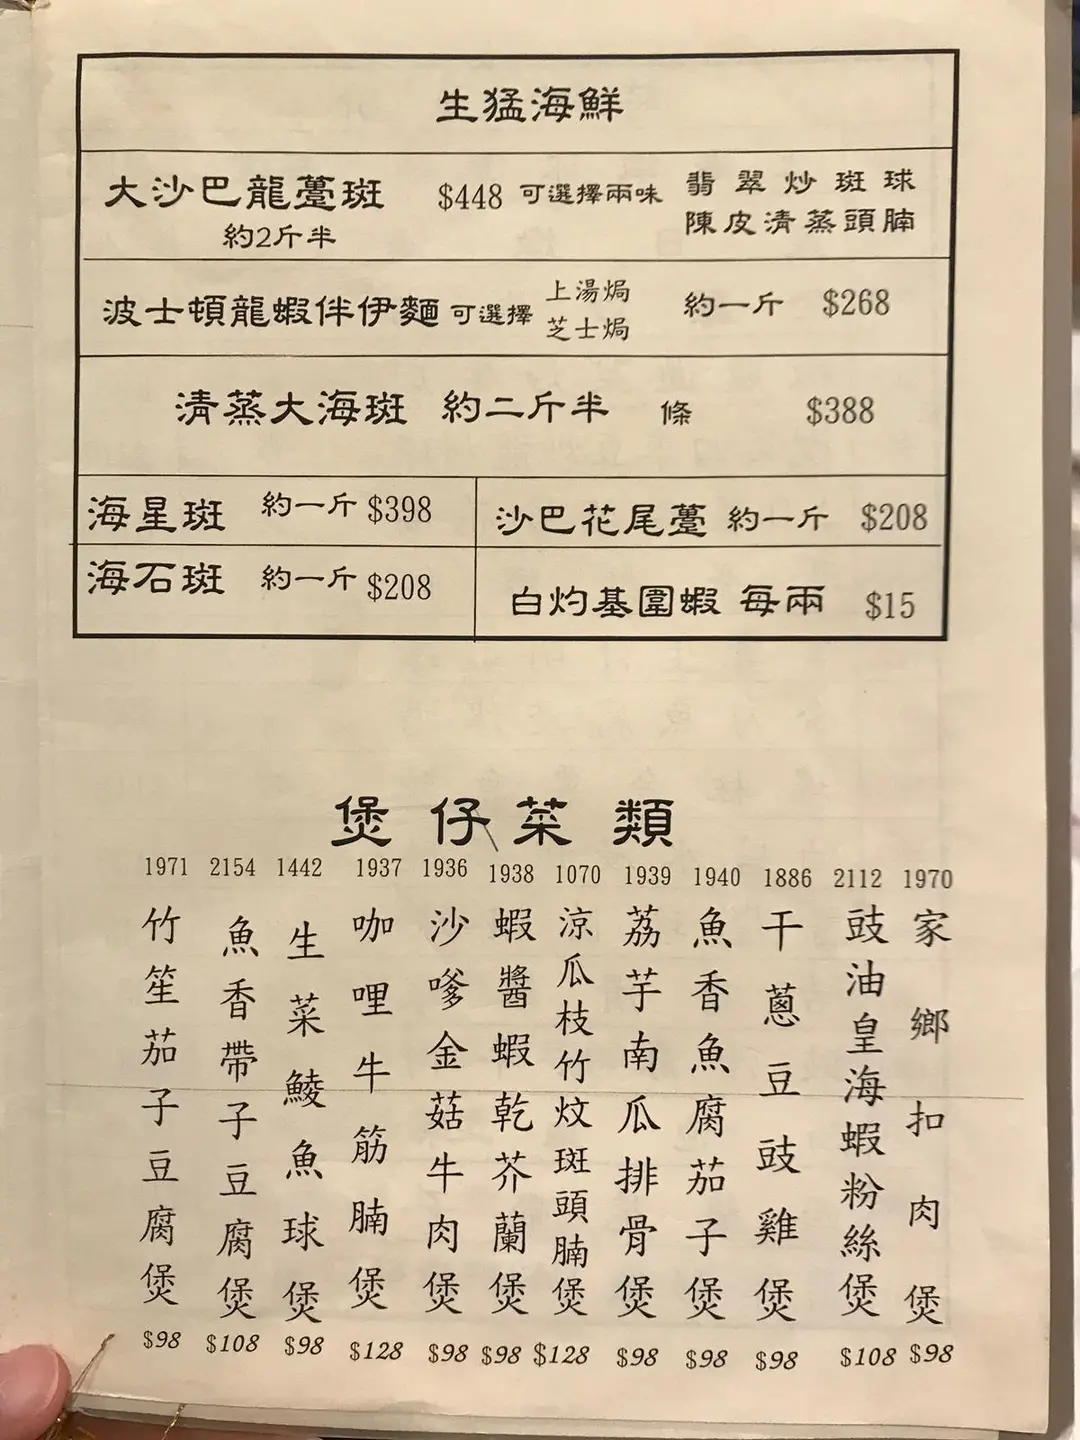 生猛海鮮
大沙巴龍躉斑 $448 可選擇兩味 翡翠炒斑球
約2斤半 陳皮清蒸頭腩
波士頓龍蝦伴伊麵 可選擇 上湯焗 約一斤 $268
芝士焗
清蒸大海斑 約二斤半 條 $388
海星斑 約一斤 $398
沙巴花尾躉 約一斤 $208
海石斑 約一斤 $208
白灼基圍蝦 每兩 $15
煲仔菜類
1971 竹笙茄子豆腐煲 $98
2154 魚香帶子豆腐煲 $108
1442 生菜鯪魚球煲 $98
1937 咖哩牛筋腩煲 $128
1936 沙嗲金菇牛肉煲 $98
1938 蝦醬蝦乾芥蘭煲 $98
1070 涼瓜枝竹炆斑頭腩煲 $128
1939 荔芋南瓜排骨煲 $98
1940 魚香魚腐茄子煲 $98
1886 干蔥豆豉雞煲 $98
2112 豉油皇海蝦粉絲煲 $108
1970 家鄉扣肉煲 $98